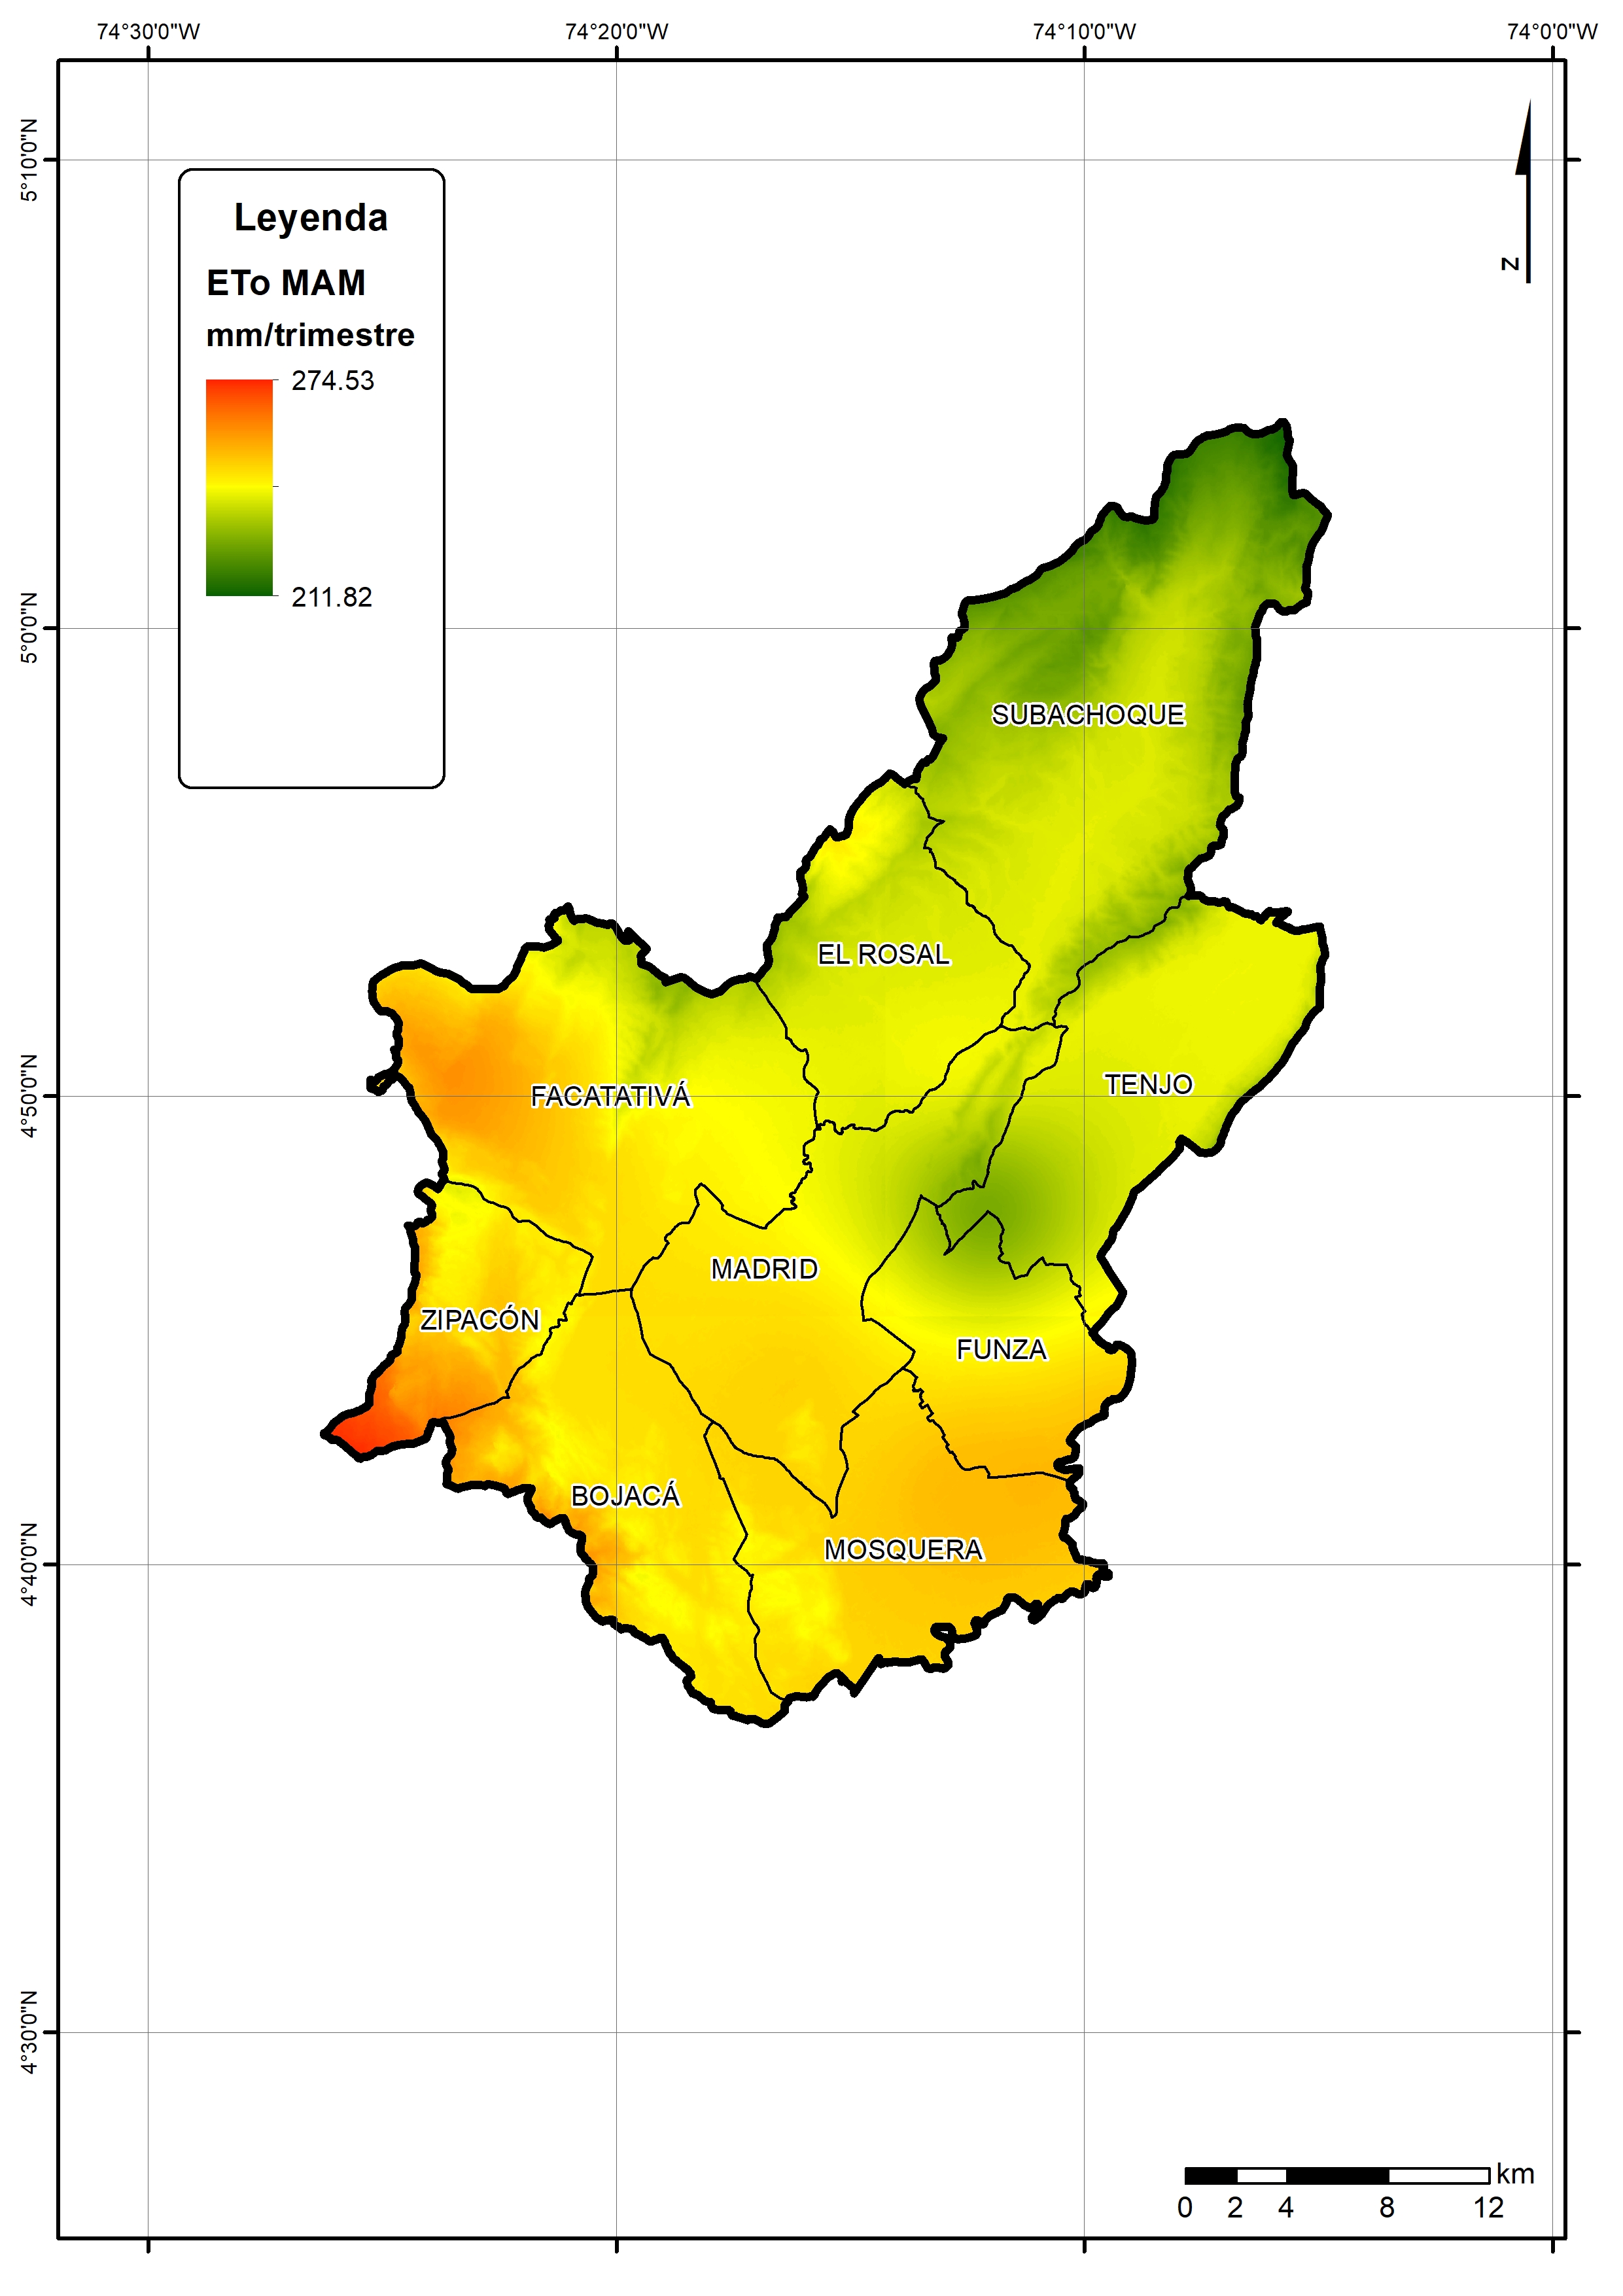 74°30'0"W 74°20'0"W 74°10'0"W 74°0'0"W
5°10'0"N
5°0'0"N
4°50'0"N
4°40'0"N
4°30'0"N
N
Leyenda
ETo MAM
mm/trimestre
274.53
211.82
SUBACHOQUE
EL ROSAL
TENJO
FACATATIVÁ
MADRID
ZIPACÓN
FUNZA
BOJACÁ
MOSQUERA
km
0 2 4 8 12